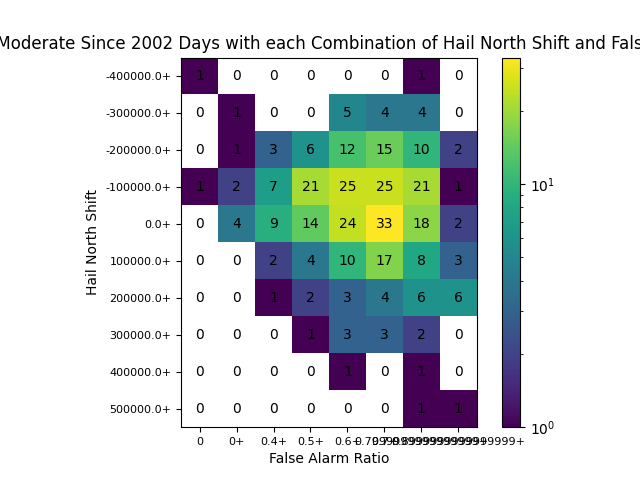 Moderate Since 2002 Days with each Combination of Hail North Shift and Fals
-400000.0+ 1 0 0 0 0 0 1 0
-300000.0+ 0 1 0 0 5 4 4 0
-200000.0+ 0 1 3 6 12 15 10 2
-100000.0+ 1 2 7 21 25 25 21 1
0.0+ 0 4 9 14 24 33 18 2
100000.0+ 0 0 2 4 10 17 8 3
200000.0+ 0 0 1 2 3 4 6 6
300000.0+ 0 0 0 1 3 3 2 0
400000.0+ 0 0 0 0 1 0 1 0
500000.0+ 0 0 0 0 0 0 1 1
0 0+ 0.4+ 0.5+ 0.6+
False Alarm Ratio
Hail North Shift
10^1
10^0